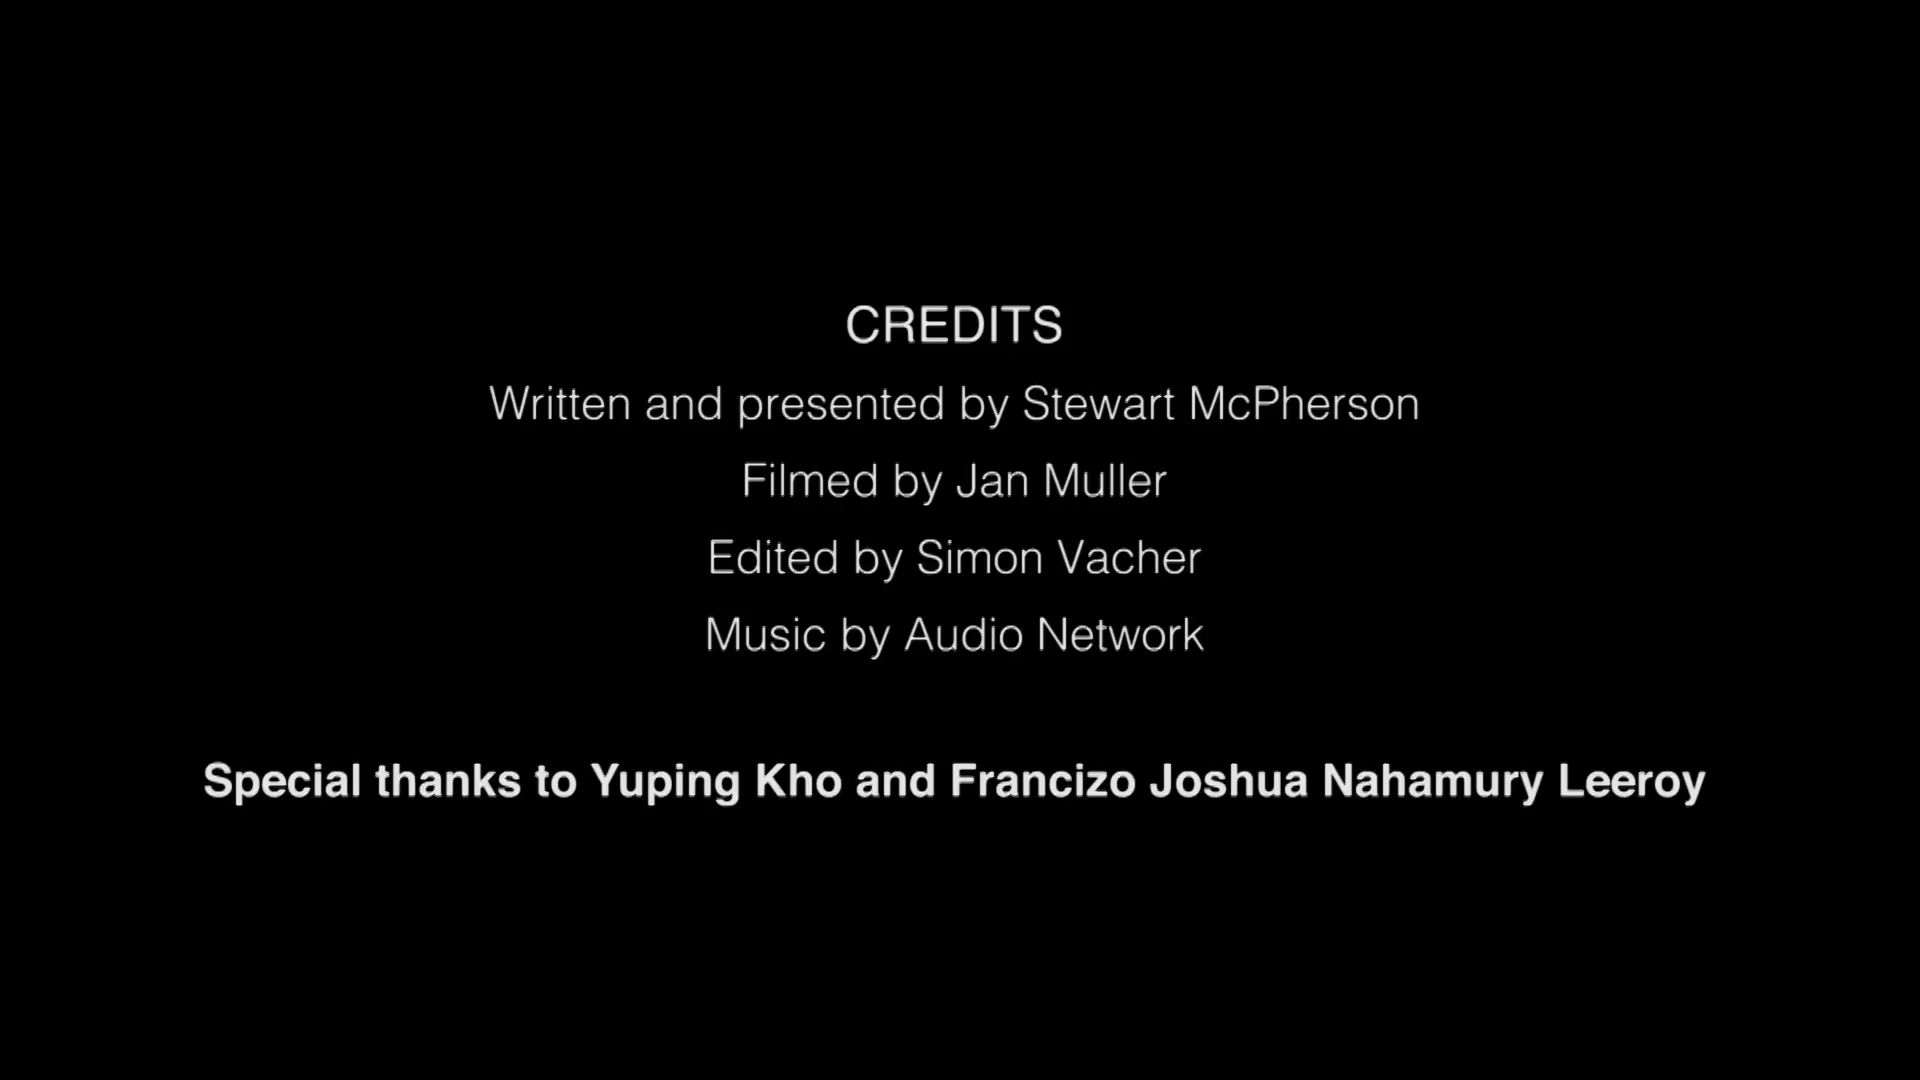 CREDITS
Written and presented by Stewart McPherson
Filmed by Jan Muller
Edited by Simon Vacher
Music by Audio Network
Special thanks to Yuping Kho and Francizo Joshua Nahamury Leeroy